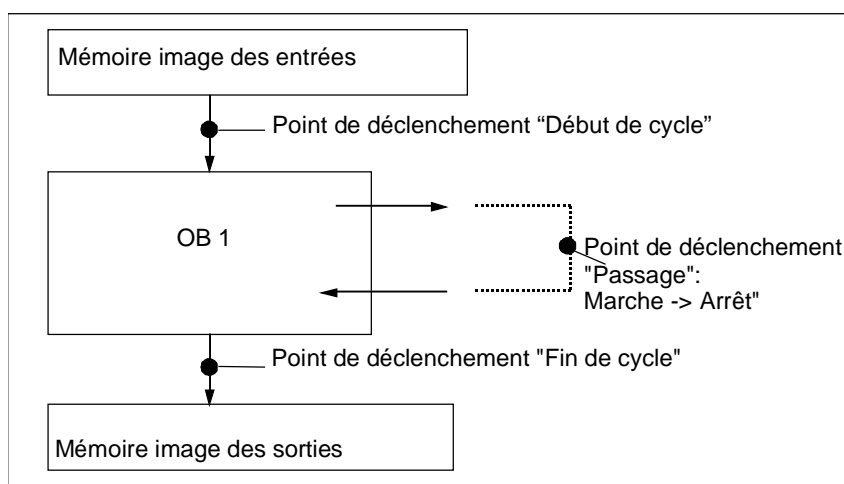 Mémoire image des entrées
Point de déclenchement “Début de cycle”
OB 1
Point de déclenchement
"Passage":
Marche -> Arrêt"
Point de déclenchement "Fin de cycle"
Mémoire image des sorties